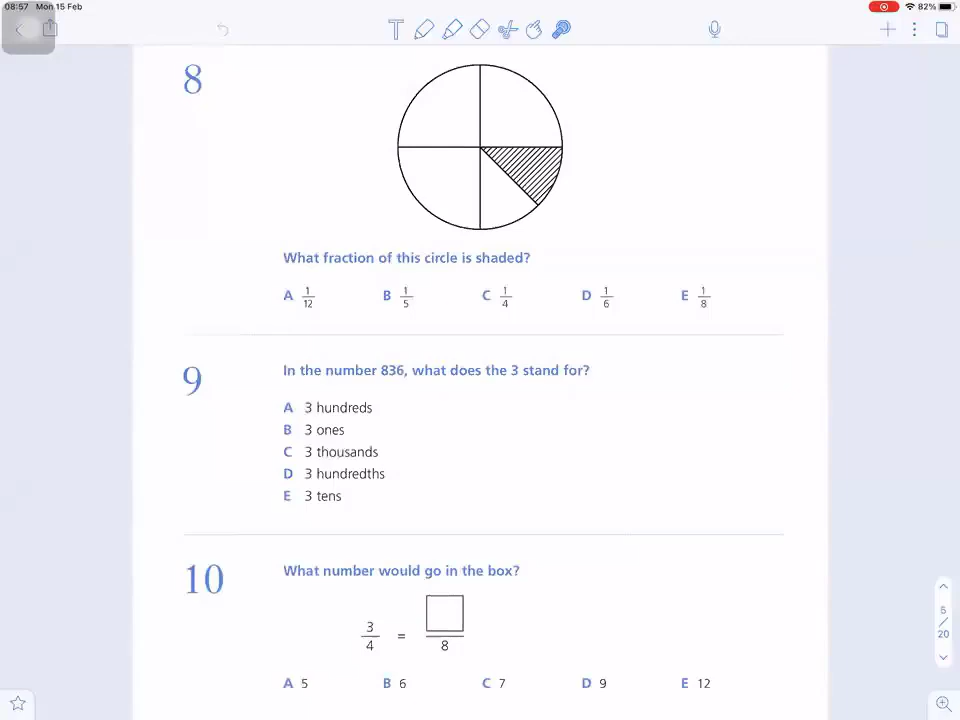 08:57 Mon 15 Feb
82%
8
What fraction of this circle is shaded?
A 1/12 B 1/5 C 1/4 D 1/6 E 1/8
9
In the number 836, what does the 3 stand for?
A 3 hundreds
B 3 ones
C 3 thousands
D 3 hundredths
E 3 tens
10
What number would go in the box?
3/4 = □/8
A 5 B 6 C 7 D 9 E 12
5
/
20